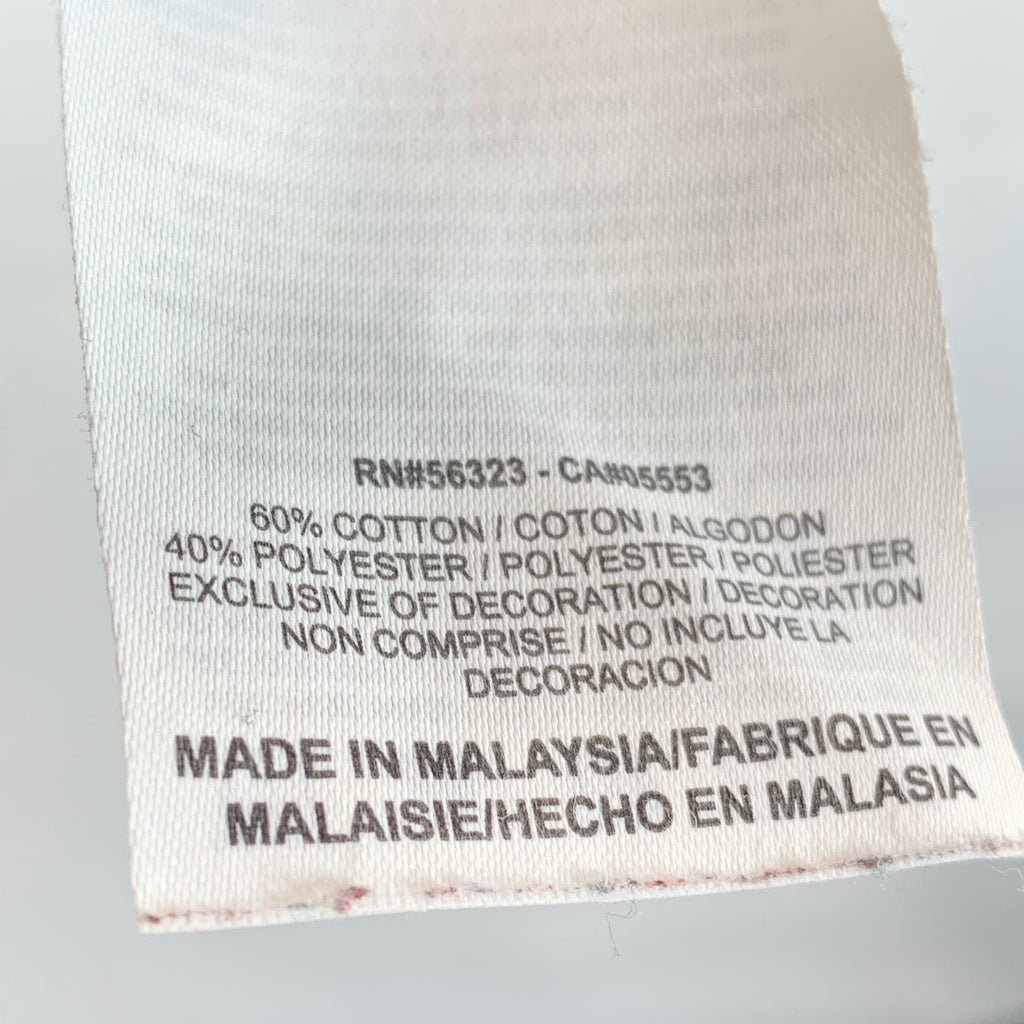 RN#56323 - CA#05553
60% COTTON / COTON / ALGODON
40% POLYESTER / POLYESTER / POLIESTER
EXCLUSIVE OF DECORATION / DECORATION
NON COMPRISE / NO INCLUYE LA
DECORACION
MADE IN MALAYSIA/FABRIQUE EN
MALAISIE/HECHO EN MALASIA